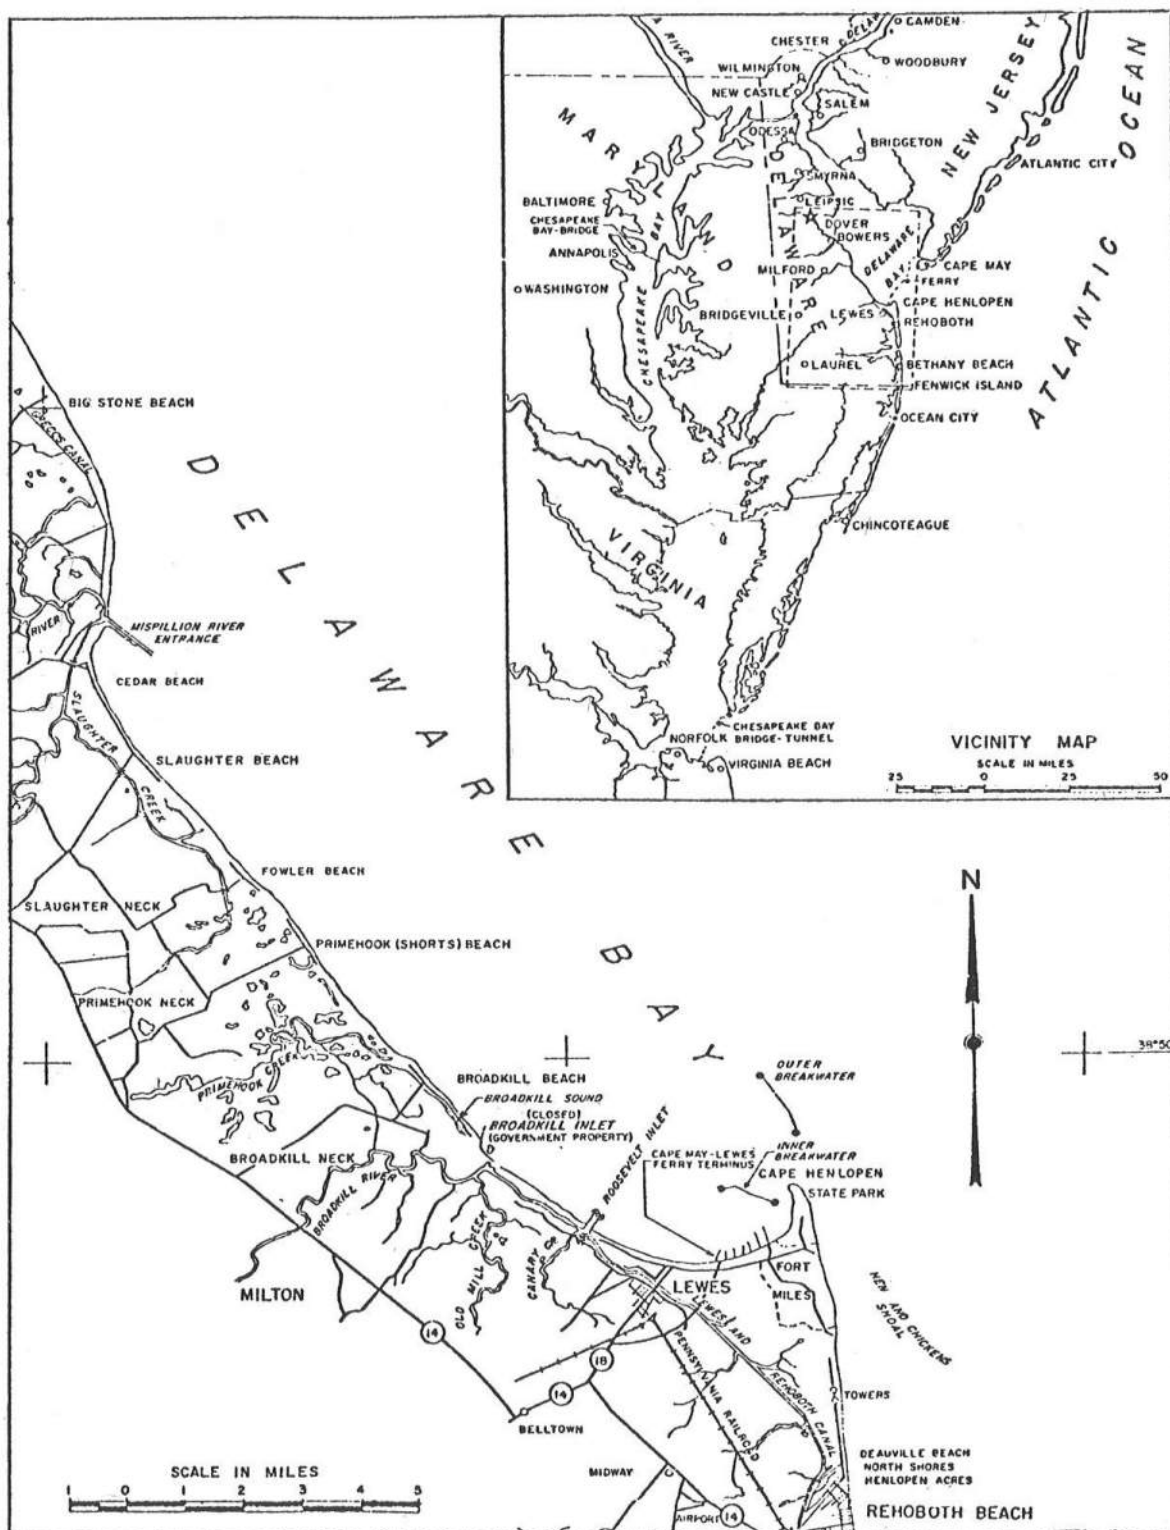 RIVER
DELAW
CAMDEN
CHESTER
WOODBURY
WILMINGTON
NEW CASTLE
SALEM
ODESSA
BRIDGETON
SMYRNA
LEIPSIC
DOVER
BOWERS
MARYLAND
DELAWARE
NEW JERSEY
ATLANTIC CITY
ATLANTIC OCEAN
BALTIMORE
CHESAPEAKE
BAY-BRIDGE
ANNAPOLIS
WASHINGTON
CHESAPEAKE BAY
MILFORD
DELAWARE BAY
CAPE MAY
FERRY
CAPE HENLOPEN
BRIDGEVILLE
LEWES
REHOBOTH
LAUREL
BETHANY BEACH
FENWICK ISLAND
OCEAN CITY
CHINCOTEAGUE
VIRGINIA
CHESAPEAKE BAY
BRIDGE-TUNNEL
NORFOLK
VIRGINIA BEACH
VICINITY MAP
SCALE IN MILES
25 0 25 50
BIG STONE BEACH
CANAL
DELAWARE BAY
RIVER
MISPILLION RIVER
ENTRANCE
CEDAR BEACH
SLAUGHTER CREEK
SLAUGHTER BEACH
FOWLER BEACH
SLAUGHTER NECK
PRIMEHOOK (SHORTS) BEACH
PRIMEHOOK NECK
PRIMEHOOK CREEK
N
38°50
BROADKILL BEACH
BROADKILL SOUND
(CLOSED)
BROADKILL INLET
(GOVERNMENT PROPERTY)
OUTER
BREAKWATER
INNER
BREAKWATER
ROOSEVELT INLET
CAPE MAY-LEWES
FERRY TERMINUS
CAPE HENLOPEN
STATE PARK
BROADKILL NECK
BROADKILL RIVER
OLD MILL CREEK
CANARY CR
MILTON
LEWES
FORT
MILES
HEN AND CHICKENS
SHOAL
LEWES AND REHOBOTH CANAL
PENNSYLVANIA RAILROAD
14
18
14
BELLTOWN
TOWERS
DEAUVILLE BEACH
NORTH SHORES
HENLOPEN ACRES
REHOBOTH BEACH
MIDWAY
AIRPORT
14
SCALE IN MILES
1 0 1 2 3 4 5